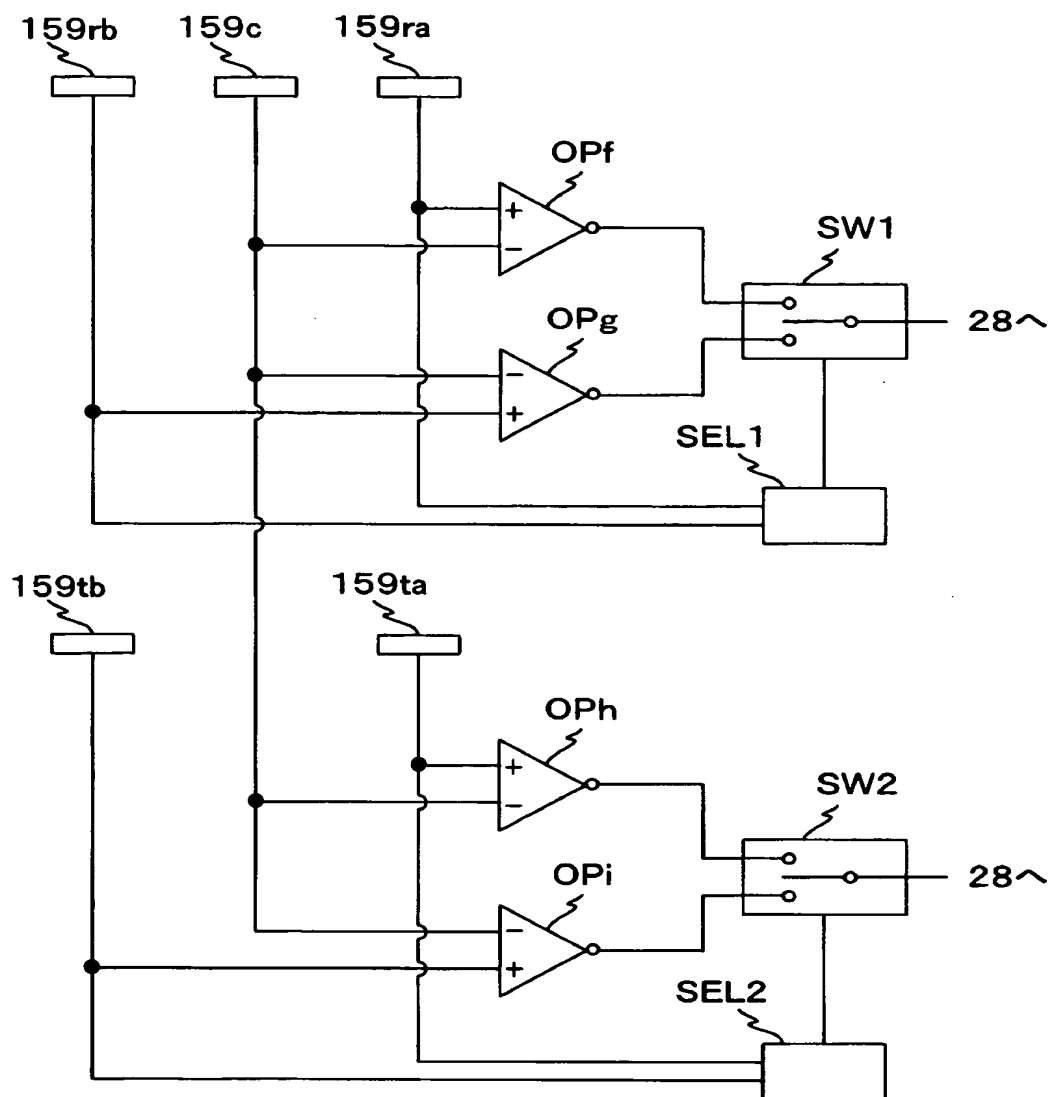 159rb 159c 159ra
OPf
+
−
SW1
28へ
OPg
−
+
SEL1
159tb 159ta
OPh
+
−
SW2
28へ
OPi
−
+
SEL2